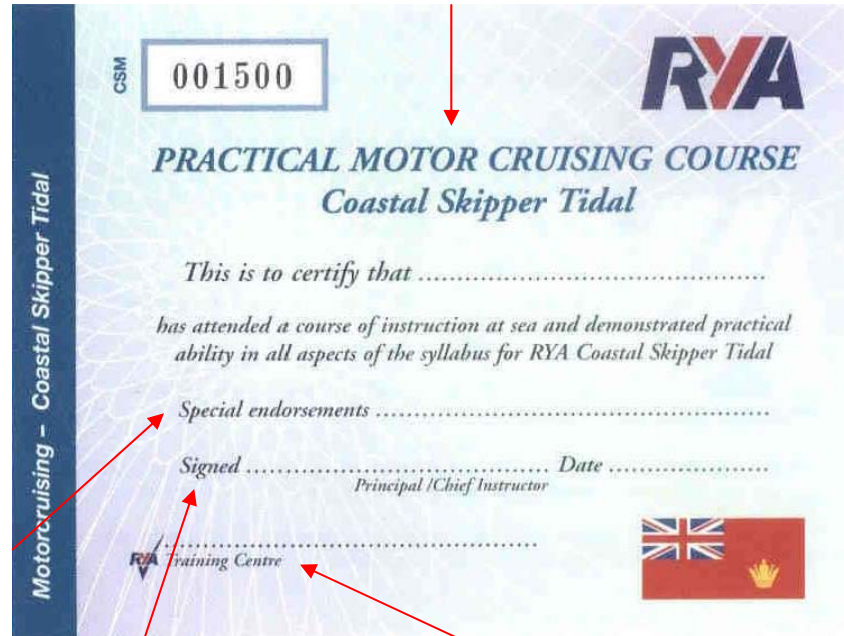 CSM 001500
RYA
PRACTICAL MOTOR CRUISING COURSE
Coastal Skipper Tidal
This is to certify that ............................................
has attended a course of instruction at sea and demonstrated practical
ability in all aspects of the syllabus for RYA Coastal Skipper Tidal
Special endorsements ..................................................
Signed ....................................... Date .....................
Principal /Chief Instructor
RYA Training Centre
Motorcruising – Coastal Skipper Tidal